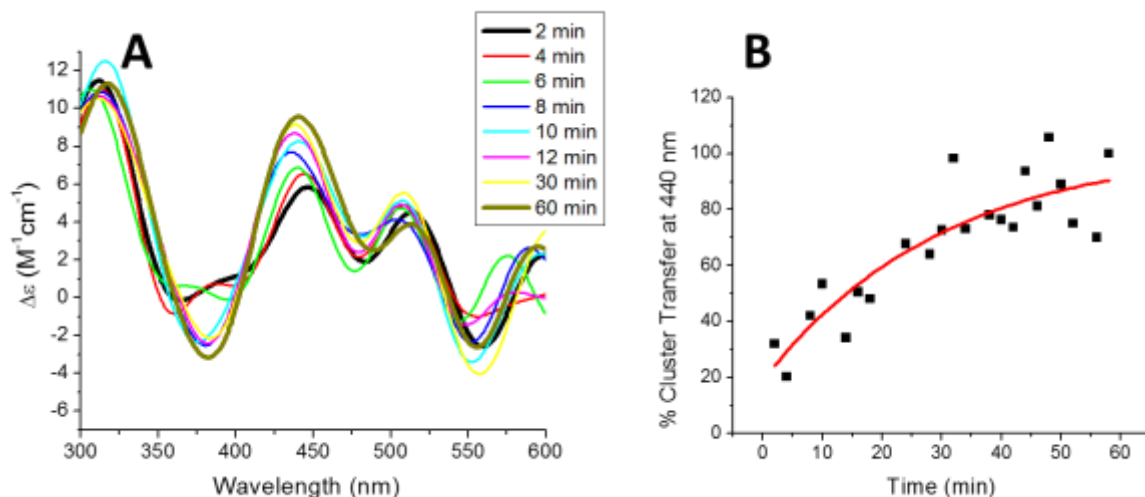 A
2 min
4 min
6 min
8 min
10 min
12 min
30 min
60 min
12
10
8
6
4
2
0
-2
-4
-6
Δε (M⁻¹cm⁻¹)
300 350 400 450 500 550 600
Wavelength (nm)
B
120
100
80
60
40
20
0
% Cluster Transfer at 440 nm
0 10 20 30 40 50 60
Time (min)